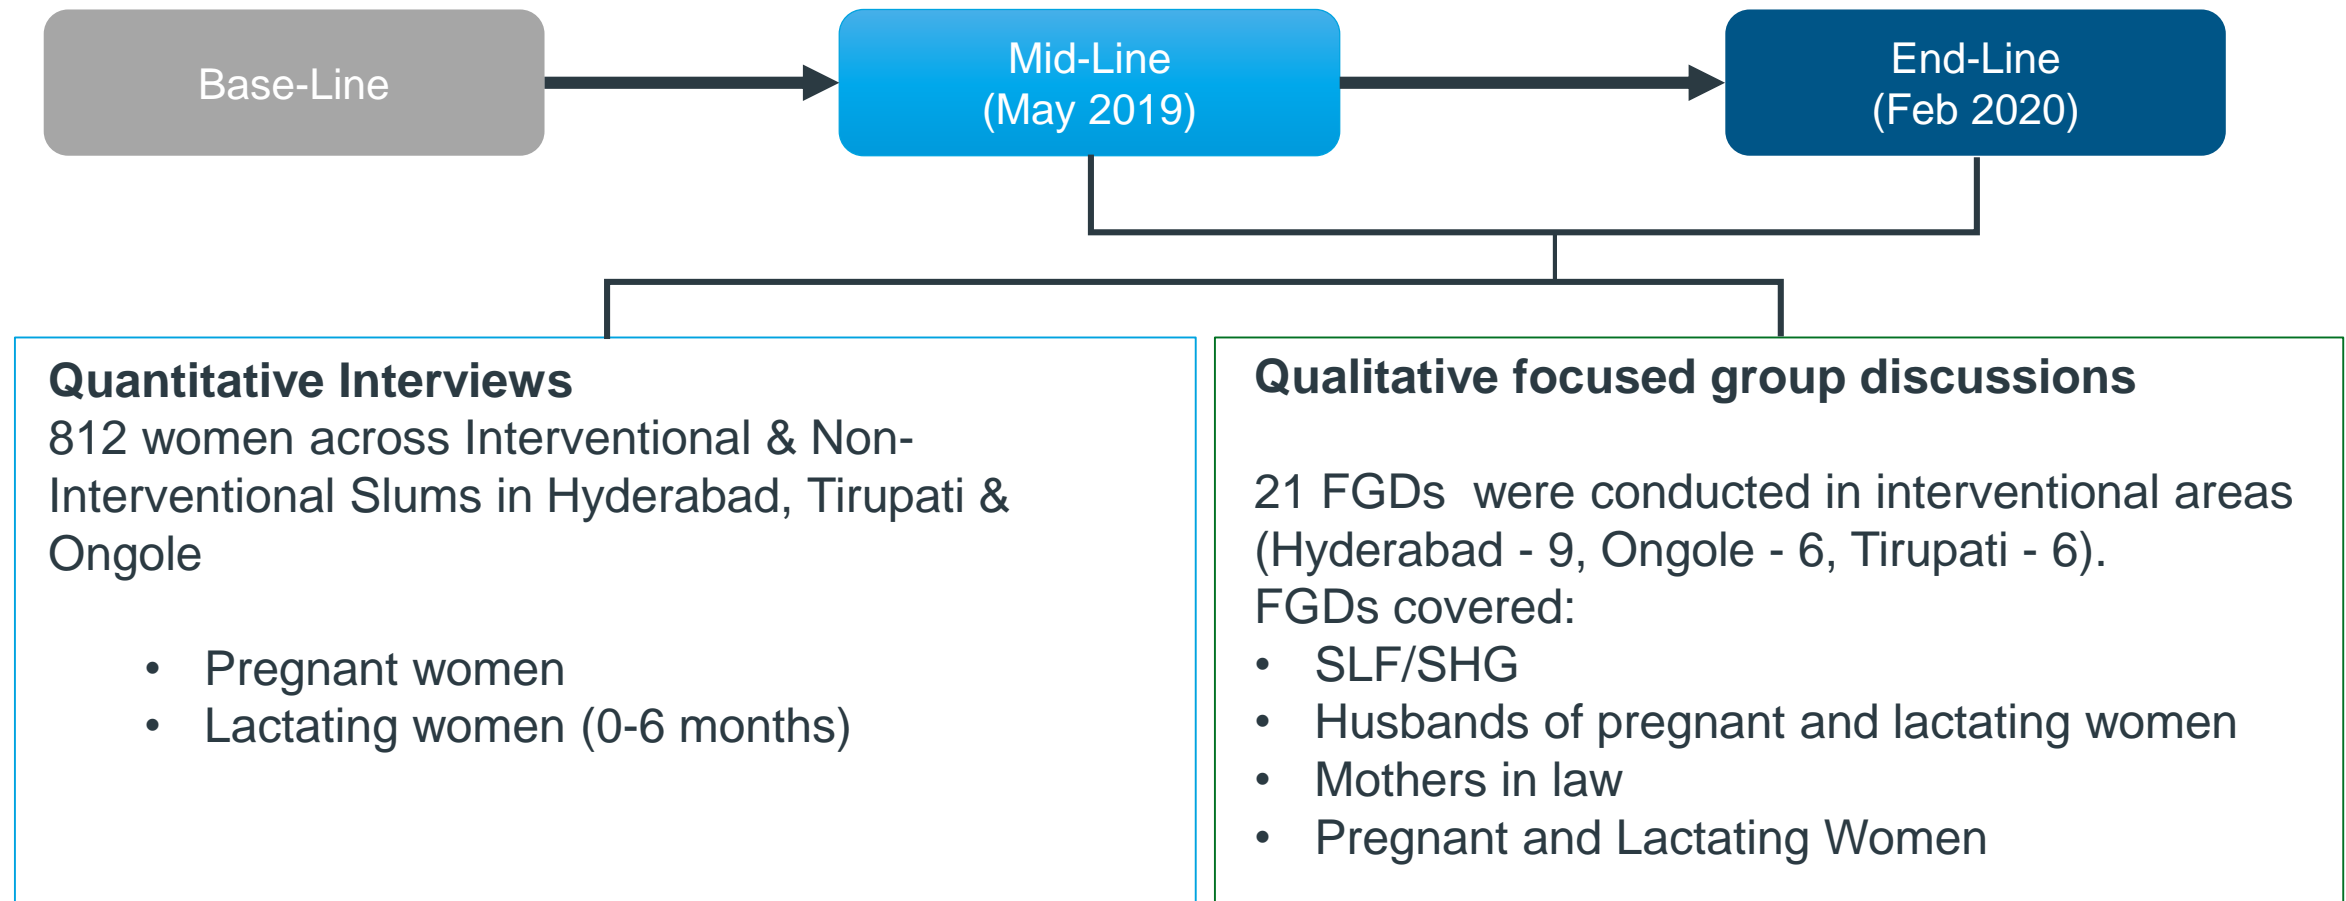 Base-Line
Mid-Line
(May 2019)
End-Line
(Feb 2020)
Quantitative Interviews
812 women across Interventional & Non-
Interventional Slums in Hyderabad, Tirupati &
Ongole
• Pregnant women
• Lactating women (0-6 months)
Qualitative focused group discussions
21 FGDs were conducted in interventional areas
(Hyderabad - 9, Ongole - 6, Tirupati - 6).
FGDs covered:
• SLF/SHG
• Husbands of pregnant and lactating women
• Mothers in law
• Pregnant and Lactating Women